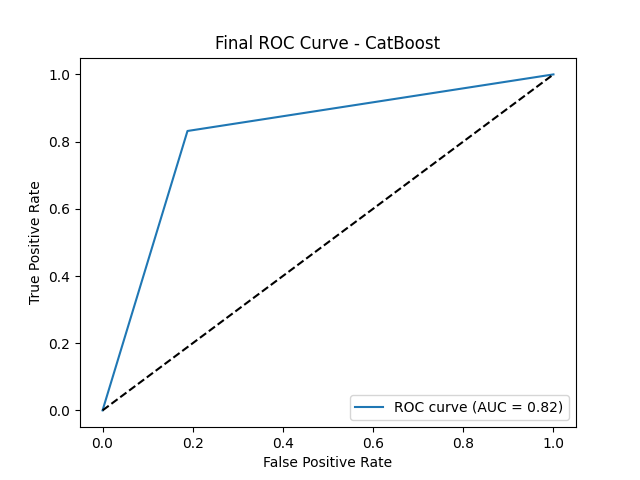 Final ROC Curve - CatBoost
1.0
0.8
0.6
0.4
0.2
0.0
True Positive Rate
ROC curve (AUC = 0.82)
0.0 0.2 0.4 0.6 0.8 1.0
False Positive Rate